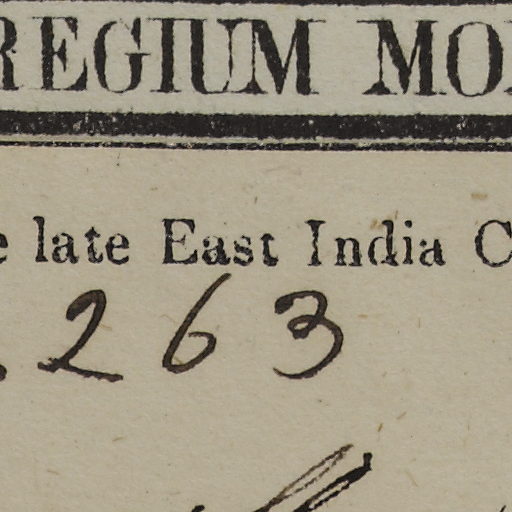 REGIUM MO
late East India C
. 263